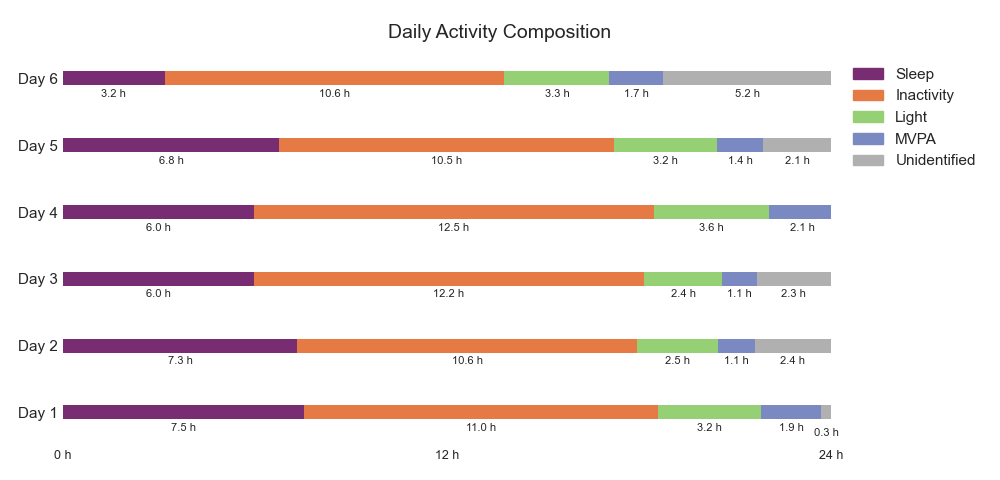 Daily Activity Composition
Day 6
3.2 h 10.6 h 3.3 h 1.7 h 5.2 h
Day 5
6.8 h 10.5 h 3.2 h 1.4 h 2.1 h
Day 4
6.0 h 12.5 h 3.6 h 2.1 h
Day 3
6.0 h 12.2 h 2.4 h 1.1 h 2.3 h
Day 2
7.3 h 10.6 h 2.5 h 1.1 h 2.4 h
Day 1
7.5 h 11.0 h 3.2 h 1.9 h 0.3 h
0 h 12 h 24 h
Sleep
Inactivity
Light
MVPA
Unidentified